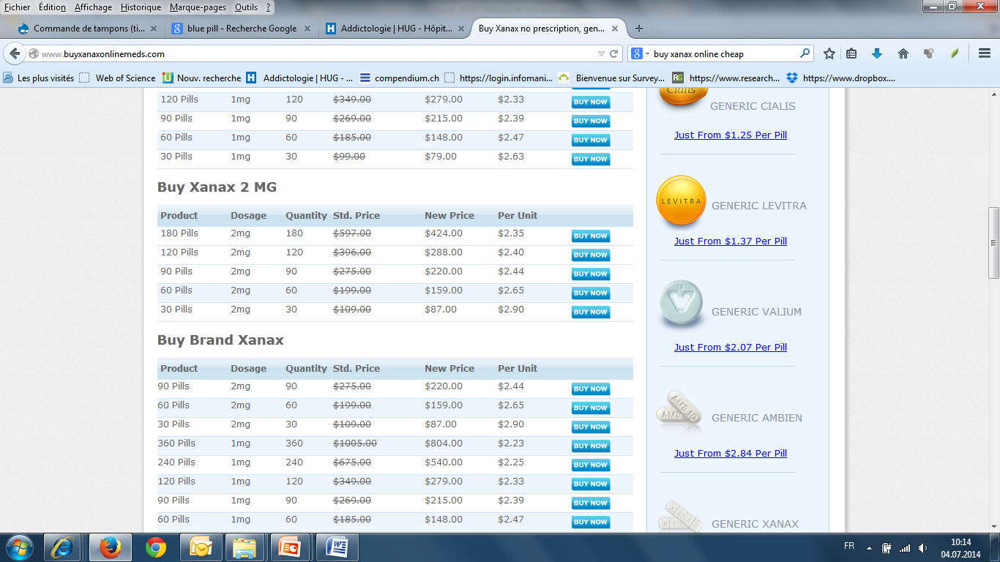 Fichier Édition Affichage Historique Marque-pages Outils ?
Commande de tampons (ti... blue pill - Recherche Google Addictologie | HUG - Hôpit... Buy Xanax no prescription, gen...
www.buyxanaxonlinemeds.com buy xanax online cheap
Les plus visités Web of Science Nouv. recherche Addictologie | HUG - ... compendium.ch https://login.infomani... Bienvenue sur Survey... https://www.research... https://www.dropbox....
120 Pills 1mg 120 $349.00 $279.00 $2.33 BUY NOW
90 Pills 1mg 90 $269.00 $215.00 $2.39 BUY NOW
60 Pills 1mg 60 $185.00 $148.00 $2.47 BUY NOW
30 Pills 1mg 30 $99.00 $79.00 $2.63 BUY NOW
Buy Xanax 2 MG
Product Dosage Quantity Std. Price New Price Per Unit
180 Pills 2mg 180 $597.00 $424.00 $2.35 BUY NOW
120 Pills 2mg 120 $396.00 $288.00 $2.40 BUY NOW
90 Pills 2mg 90 $275.00 $220.00 $2.44 BUY NOW
60 Pills 2mg 60 $199.00 $159.00 $2.65 BUY NOW
30 Pills 2mg 30 $109.00 $87.00 $2.90 BUY NOW
Buy Brand Xanax
Product Dosage Quantity Std. Price New Price Per Unit
90 Pills 2mg 90 $275.00 $220.00 $2.44 BUY NOW
60 Pills 2mg 60 $199.00 $159.00 $2.65 BUY NOW
30 Pills 2mg 30 $109.00 $87.00 $2.90 BUY NOW
360 Pills 1mg 360 $1005.00 $804.00 $2.23 BUY NOW
240 Pills 1mg 240 $675.00 $540.00 $2.25 BUY NOW
120 Pills 1mg 120 $349.00 $279.00 $2.33 BUY NOW
90 Pills 1mg 90 $269.00 $215.00 $2.39 BUY NOW
60 Pills 1mg 60 $185.00 $148.00 $2.47 BUY NOW
Cialis
GENERIC CIALIS
Just From $1.25 Per Pill
LEVITRA
GENERIC LEVITRA
Just From $1.37 Per Pill
GENERIC VALIUM
Just From $2.07 Per Pill
GENERIC AMBIEN
Just From $2.84 Per Pill
GENERIC XANAX
FR 10:14
04.07.2014